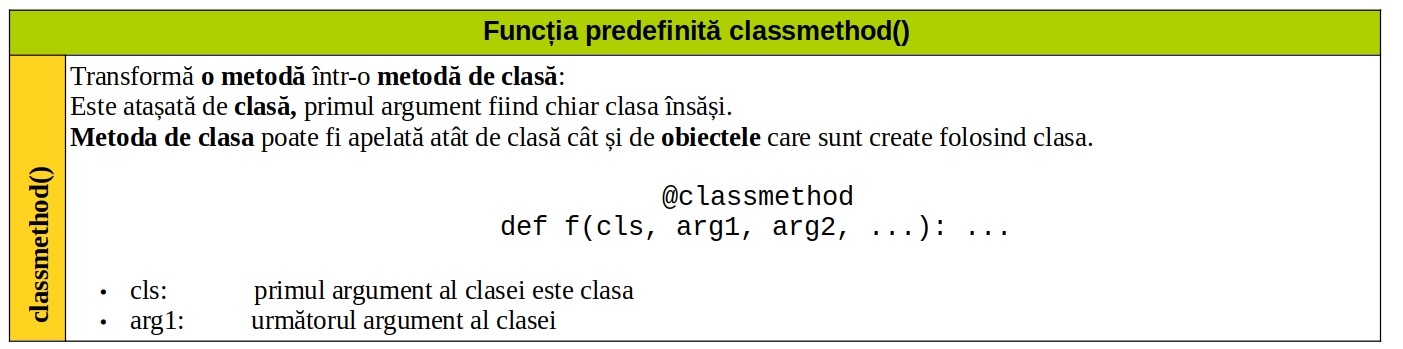 Funcția predefinită classmethod()
classmethod()
Transformă o metodă într-o metodă de clasă:
Este atașată de clasă, primul argument fiind chiar clasa însăși.
Metoda de clasa poate fi apelată atât de clasă cât și de obiectele care sunt create folosind clasa.
@classmethod
def f(cls, arg1, arg2, ...): ...
• cls: primul argument al clasei este clasa
• arg1: următorul argument al clasei